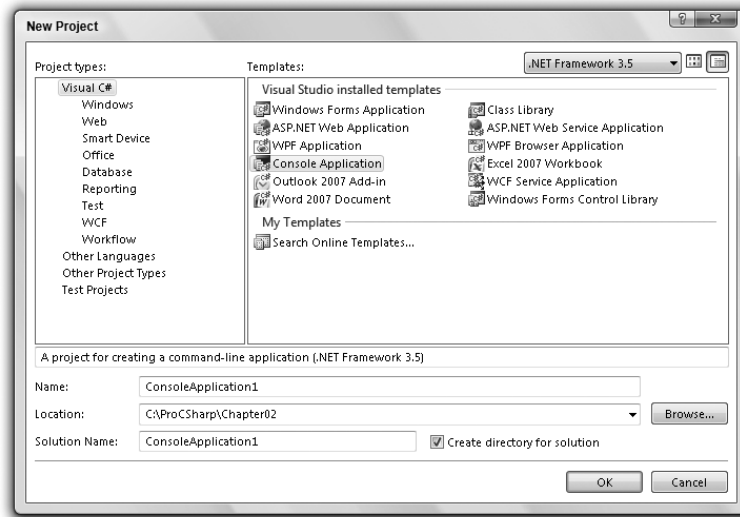 New Project
Project types:
Templates:
.NET Framework 3.5
Visual C#
Windows
Web
Smart Device
Office
Database
Reporting
Test
WCF
Workflow
Other Languages
Other Project Types
Test Projects
Visual Studio installed templates
Windows Forms Application
Class Library
ASP.NET Web Application
ASP.NET Web Service Application
WPF Application
WPF Browser Application
Console Application
Excel 2007 Workbook
Outlook 2007 Add-in
WCF Service Application
Word 2007 Document
Windows Forms Control Library
My Templates
Search Online Templates...
A project for creating a command-line application (.NET Framework 3.5)
Name: ConsoleApplication1
Location: C:\ProCSharp\Chapter02 Browse...
Solution Name: ConsoleApplication1 Create directory for solution
OK Cancel